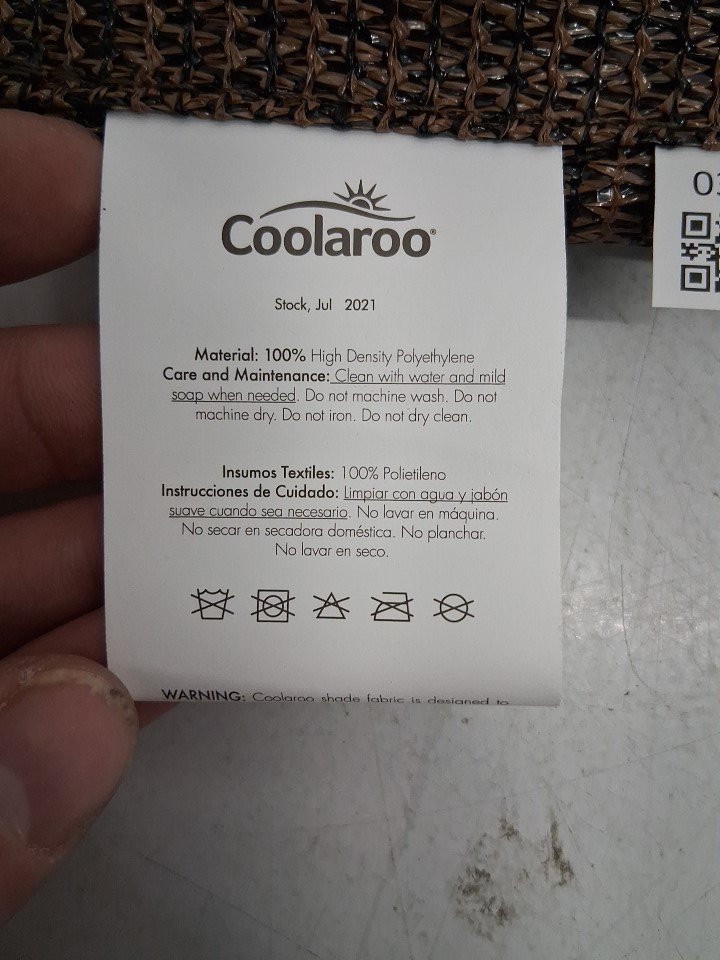 Coolaroo®
Stock, Jul 2021
Material: 100% High Density Polyethylene
Care and Maintenance: Clean with water and mild
soap when needed. Do not machine wash. Do not
machine dry. Do not iron. Do not dry clean.
Insumos Textiles: 100% Polietileno
Instrucciones de Cuidado: Limpiar con agua y jabón
suave cuando sea necesario. No lavar en máquina.
No secar en secadora doméstica. No planchar.
No lavar en seco.
WARNING: Coolaroo shade fabric is designed to
03